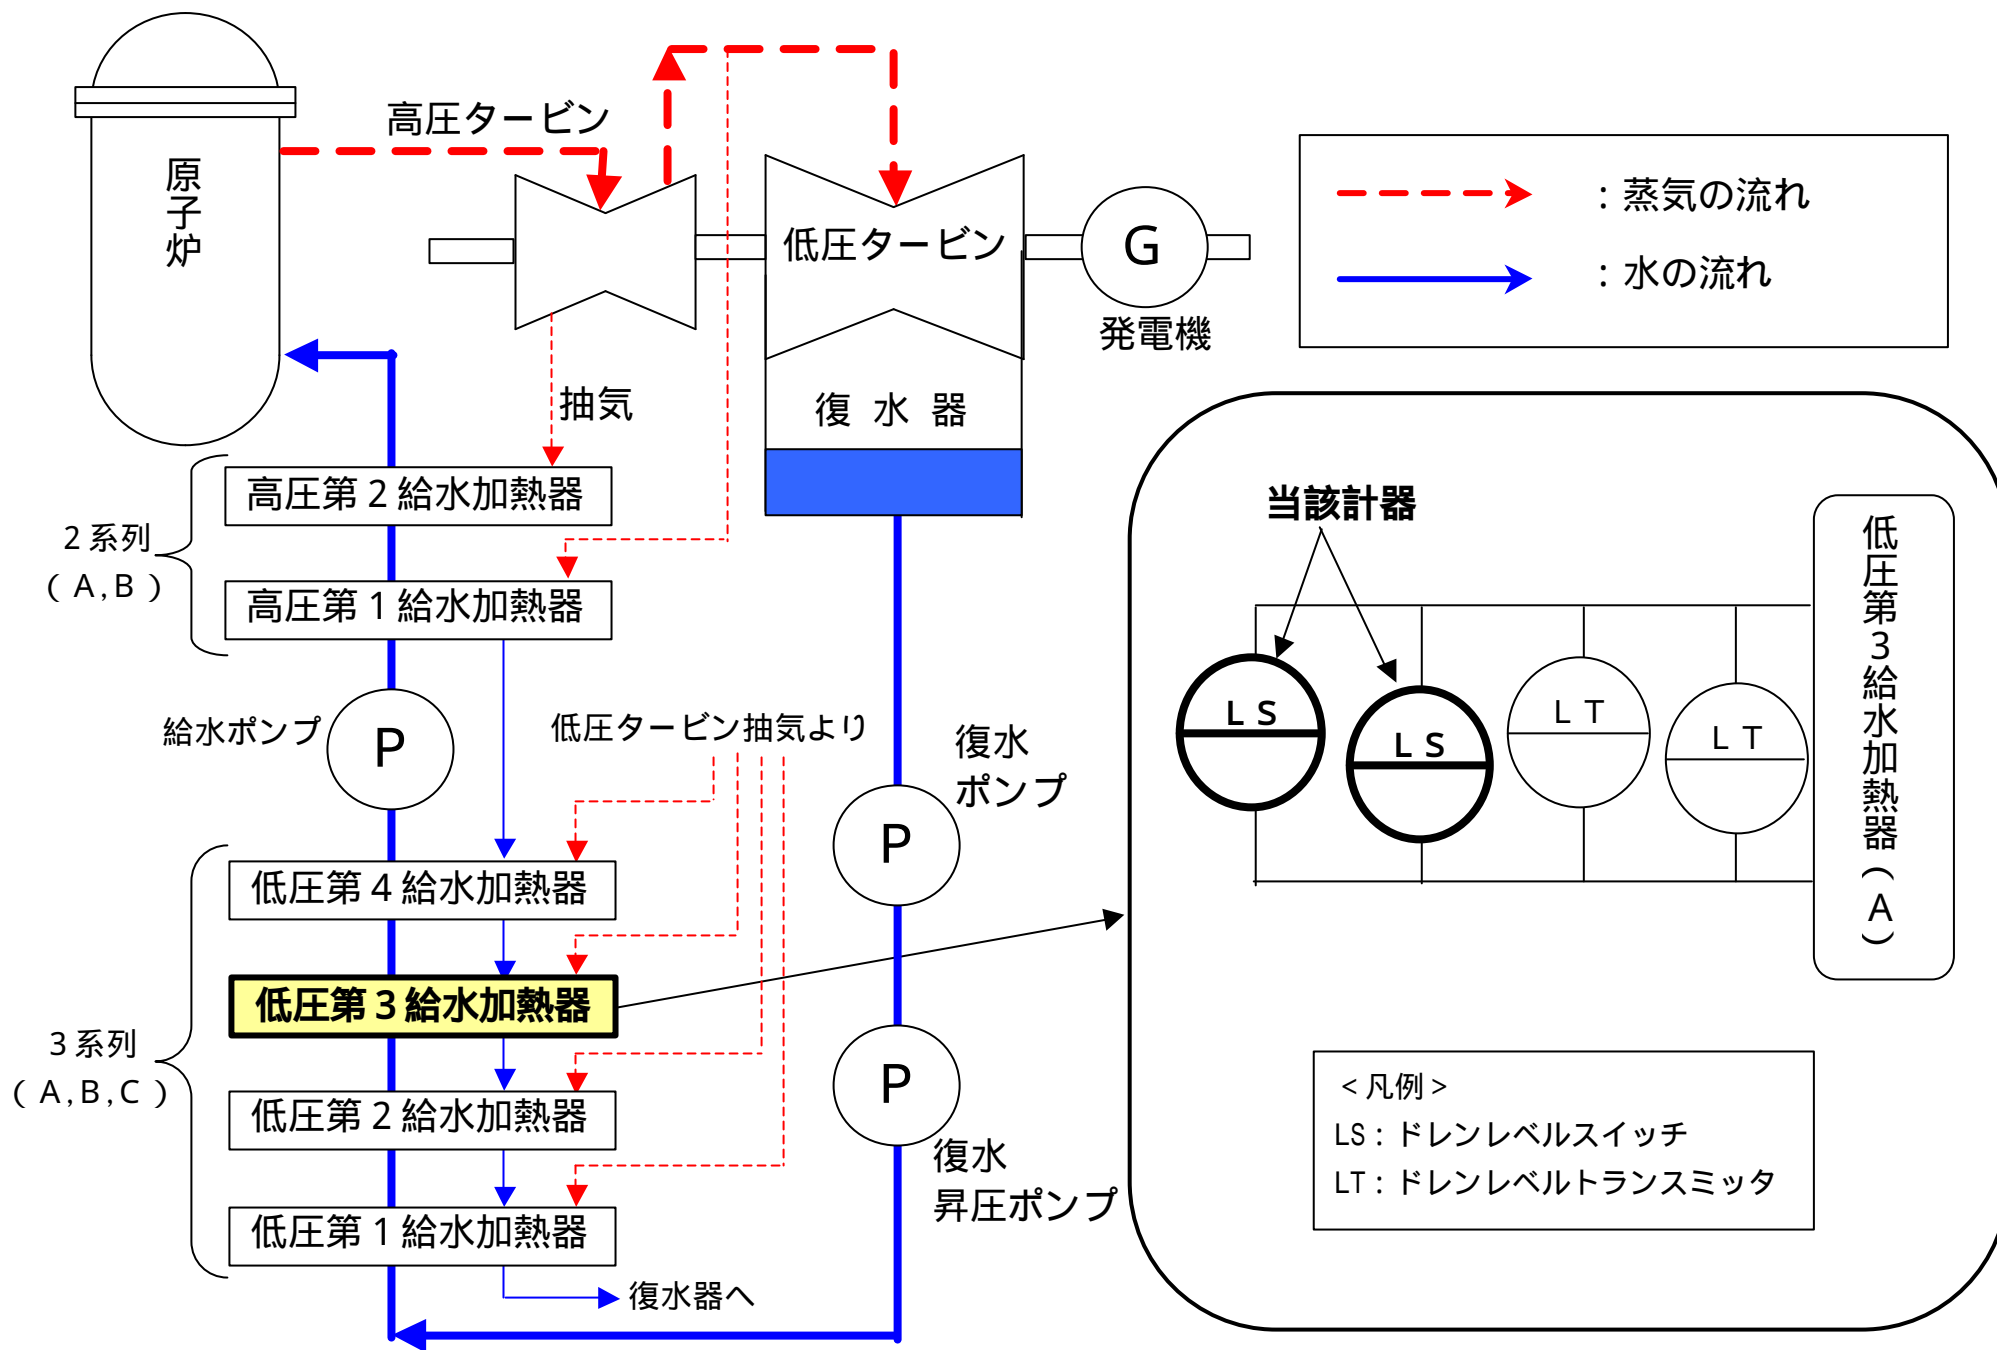 原子炉
高圧タービン
低圧タービン
G
発電機
：蒸気の流れ
：水の流れ
抽気
復水器
高圧第２給水加熱器
２系列
（A,B）
高圧第１給水加熱器
給水ポンプ
P
低圧タービン抽気より
復水
ポンプ
P
低圧第４給水加熱器
低圧第３給水加熱器
３系列
（A,B,C）
低圧第２給水加熱器
低圧第１給水加熱器
P
復水
昇圧ポンプ
復水器へ
当該計器
ＬＳ
ＬＳ
ＬＴ
ＬＴ
低圧第３給水加熱器（Ａ）
＜凡例＞
LS：ドレンレベルスイッチ
LT：ドレンレベルトランスミッタ